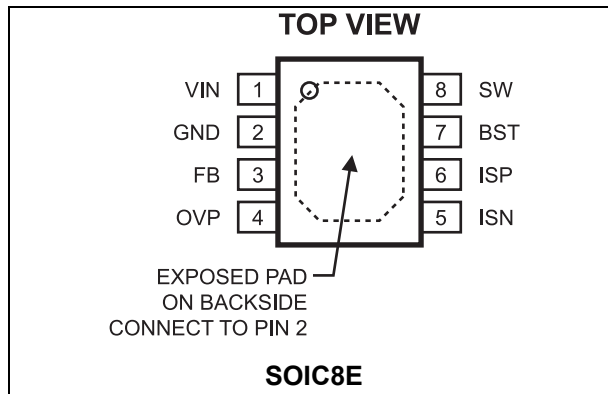 TOP VIEW
VIN 1 8 SW
GND 2 7 BST
FB 3 6 ISP
OVP 4 5 ISN
EXPOSED PAD
ON BACKSIDE
CONNECT TO PIN 2
SOIC8E